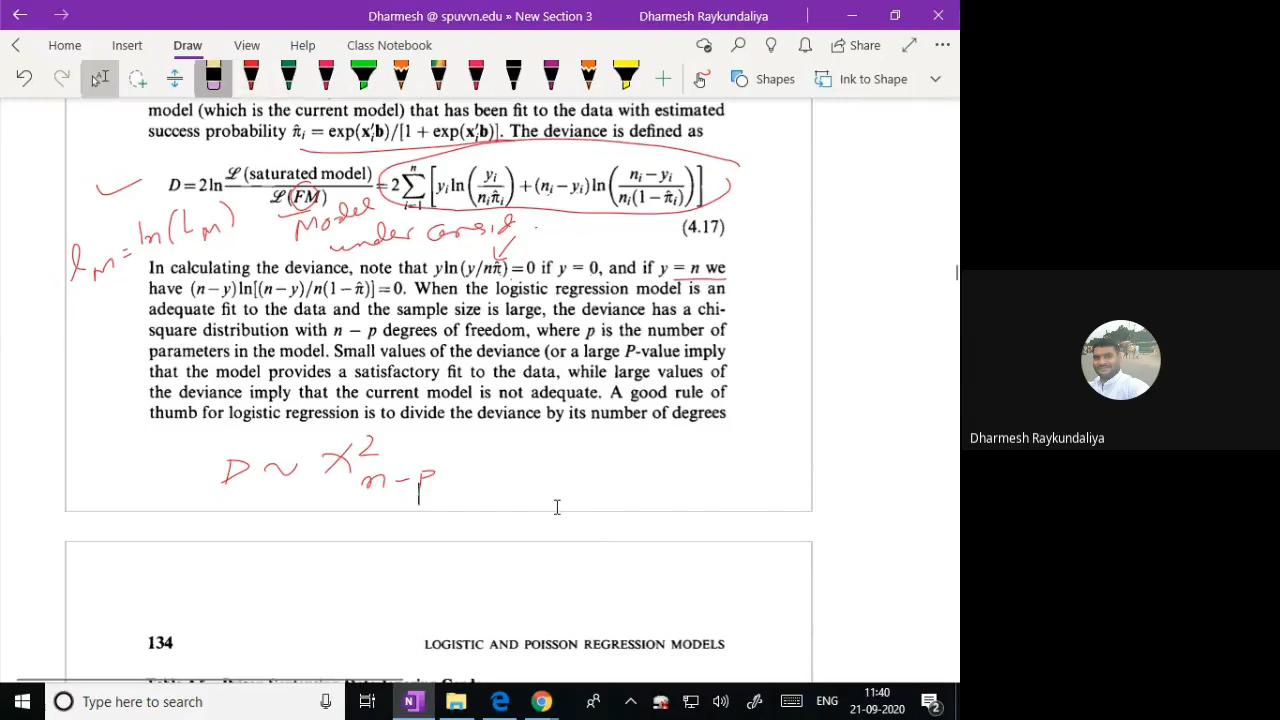 Dharmesh @ spuvvn.edu » New Section 3
Dharmesh Raykundaliya
Home Insert Draw View Help Class Notebook
Share
Shapes
Ink to Shape
model (which is the current model) that has been fit to the data with estimated
success probability π̂ᵢ = exp(x′ᵢb)/[1 + exp(x′ᵢb)]. The deviance is defined as
D = 2 ln ℒ(saturated model)/ℒ(FM) = 2 ∑ⁿᵢ₌₁ [yᵢ ln(yᵢ/nᵢπ̂ᵢ) + (nᵢ − yᵢ) ln((nᵢ − yᵢ)/nᵢ(1 − π̂ᵢ))]
(4.17)
Model
under consid
l_M = ln(L_M)
In calculating the deviance, note that y ln(y/nπ̂) = 0 if y = 0, and if y = n we
have (n − y) ln[(n − y)/n(1 − π̂)] = 0. When the logistic regression model is an
adequate fit to the data and the sample size is large, the deviance has a chi-
square distribution with n − p degrees of freedom, where p is the number of
parameters in the model. Small values of the deviance (or a large P-value imply
that the model provides a satisfactory fit to the data, while large values of
the deviance imply that the current model is not adequate. A good rule of
thumb for logistic regression is to divide the deviance by its number of degrees
D ~ χ²ₙ₋ₚ
134 LOGISTIC AND POISSON REGRESSION MODELS
Dharmesh Raykundaliya
Type here to search
ENG
11:40
21-09-2020
2